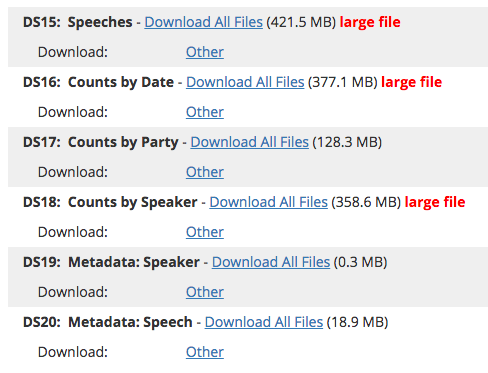 DS15: Speeches - Download All Files (421.5 MB) large file
Download: Other
DS16: Counts by Date - Download All Files (377.1 MB) large file
Download: Other
DS17: Counts by Party - Download All Files (128.3 MB)
Download: Other
DS18: Counts by Speaker - Download All Files (358.6 MB) large file
Download: Other
DS19: Metadata: Speaker - Download All Files (0.3 MB)
Download: Other
DS20: Metadata: Speech - Download All Files (18.9 MB)
Download: Other